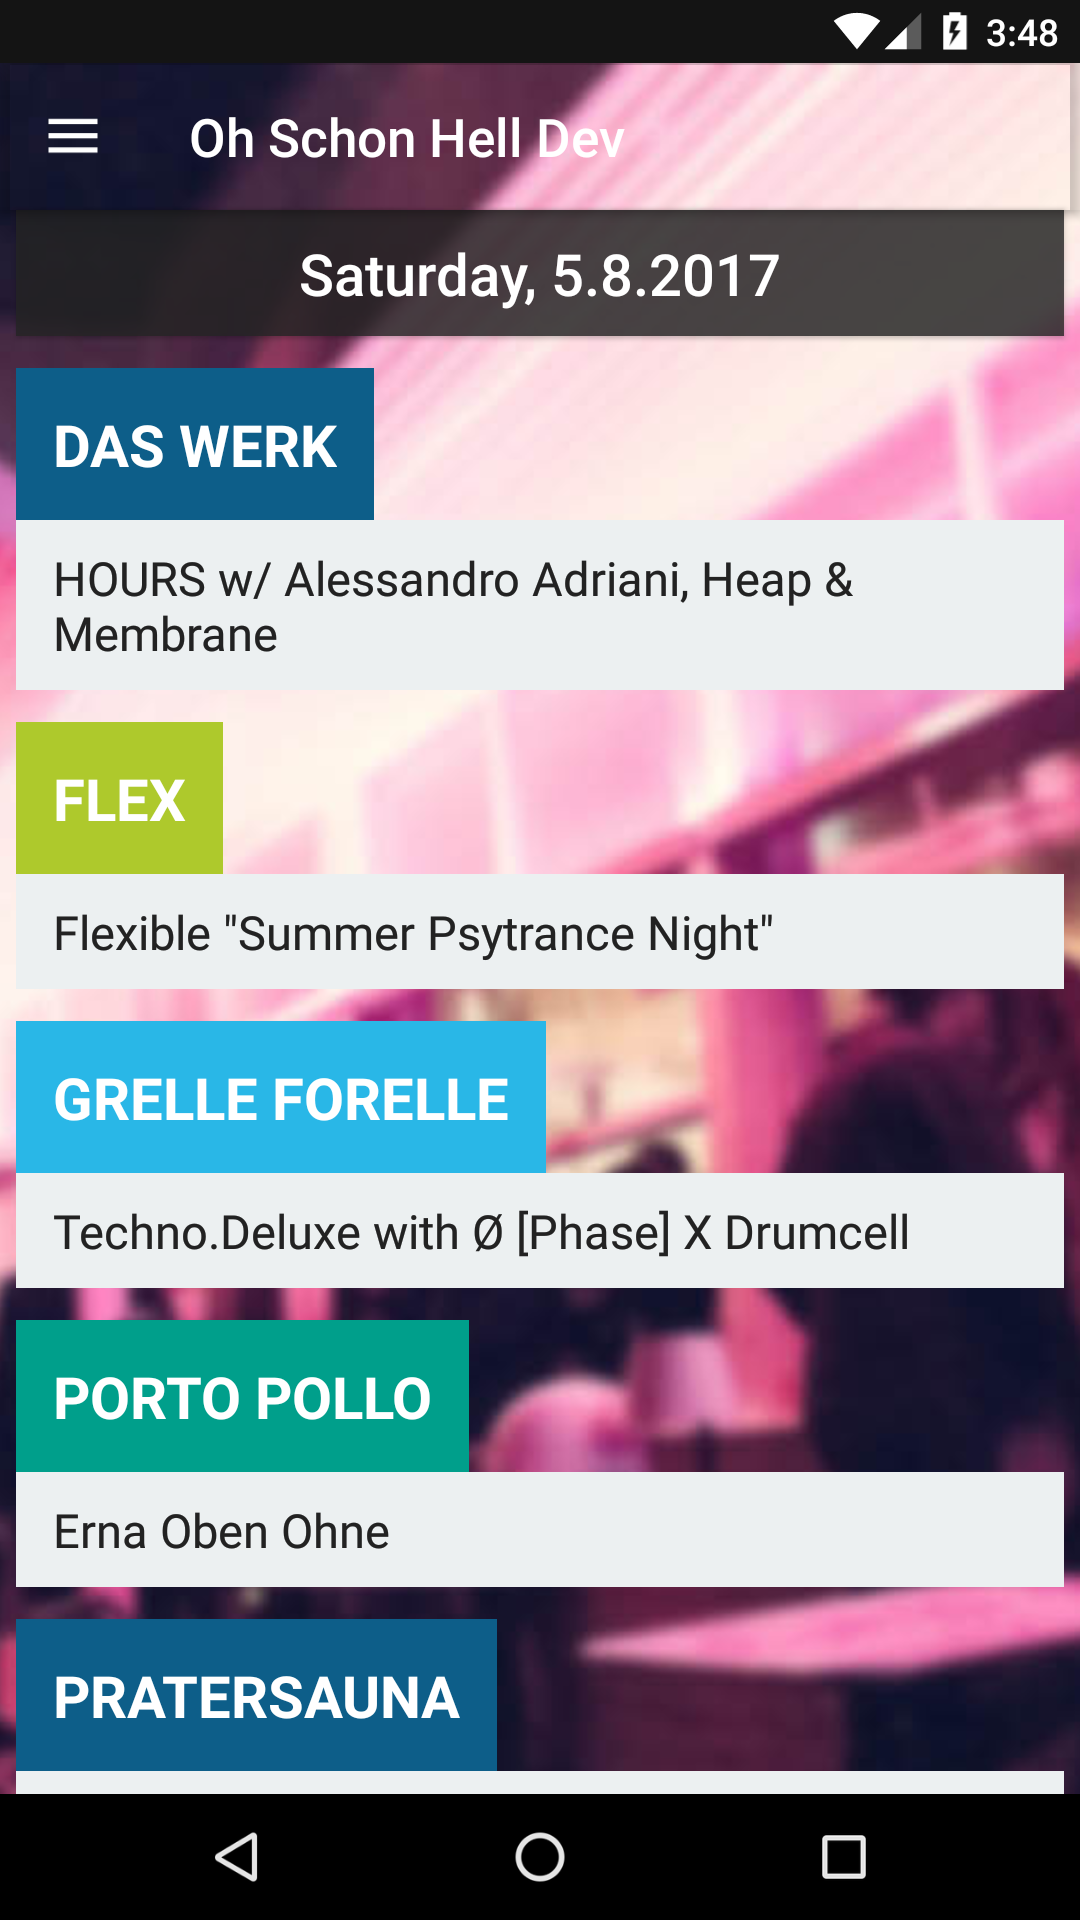 3:48
Oh Schon Hell Dev
Saturday, 5.8.2017
DAS WERK
HOURS w/ Alessandro Adriani, Heap &
Membrane
FLEX
Flexible "Summer Psytrance Night"
GRELLE FORELLE
Techno.Deluxe with Ø [Phase] X Drumcell
PORTO POLLO
Erna Oben Ohne
PRATERSAUNA